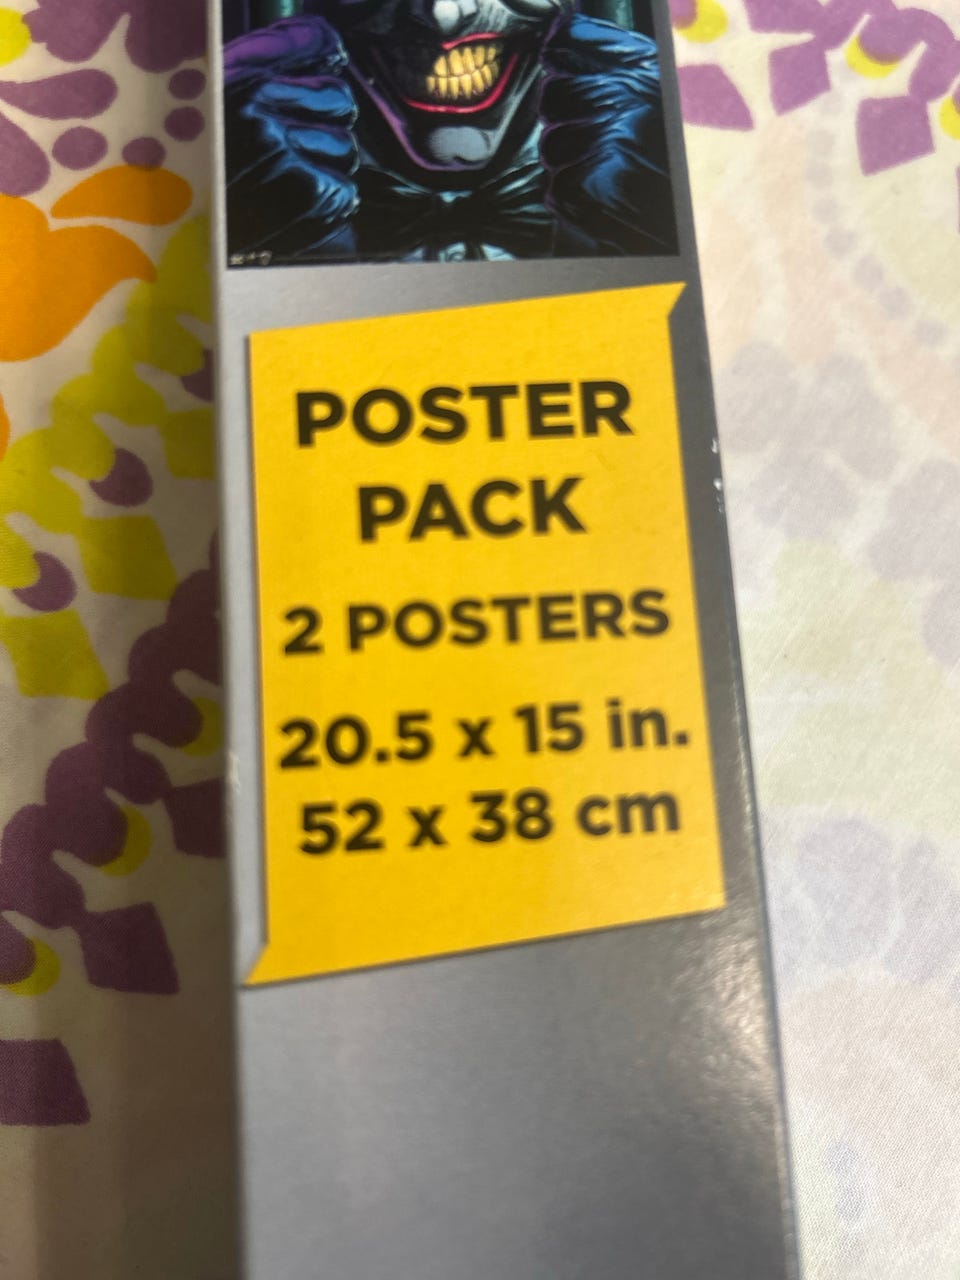 POSTER
PACK
2 POSTERS
20.5 x 15 in.
52 x 38 cm